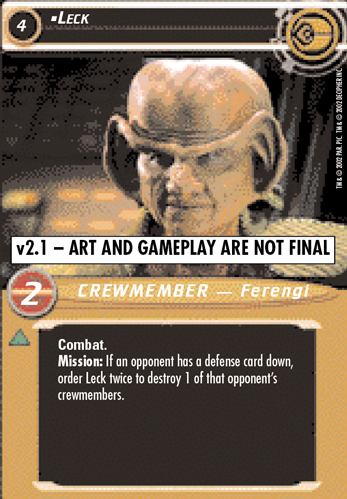 4
▪LECK
TM & © 2002 PAR. PIC. TM & © 2002 DECIPHER INC.
v2.1 – ART AND GAMEPLAY ARE NOT FINAL
2
CREWMEMBER — Ferengi
Combat.
Mission: If an opponent has a defense card down,
order Leck twice to destroy 1 of that opponent's
crewmembers.